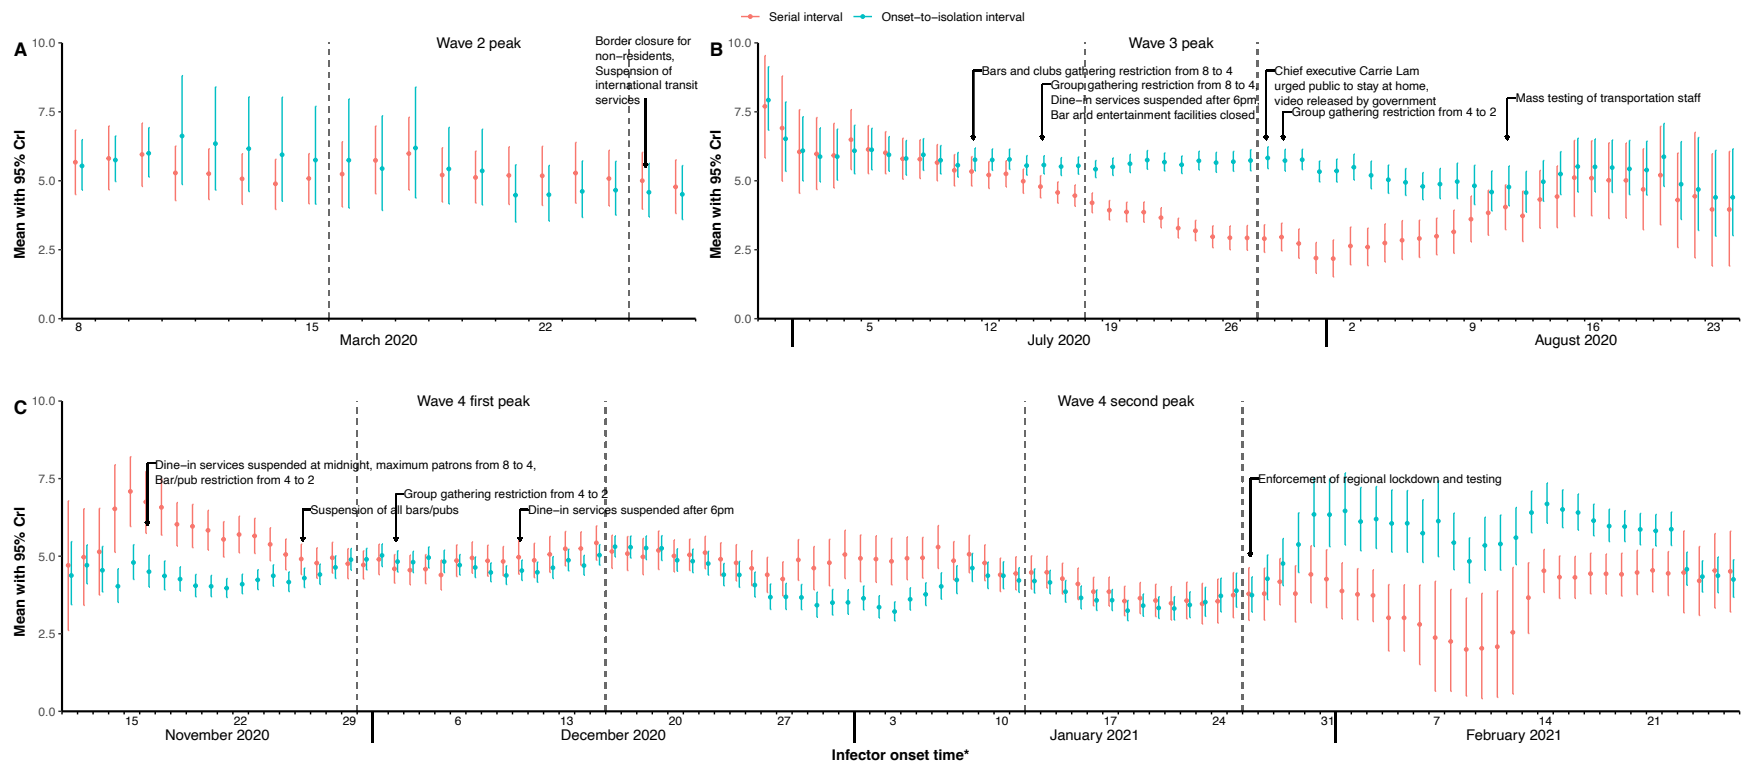 Serial interval
Onset−to−isolation interval
A
Wave 2 peak
Border closure for
non−residents,
Suspension of
international transit
services
Mean with 95% CrI
10.0
7.5
5.0
2.5
0.0
8
15
22
March 2020
B
Wave 3 peak
Bars and clubs gathering restriction from 8 to 4
Group gathering restriction from 8 to 4,
Dine−in services suspended after 6pm,
Bar and entertainment facilities closed
Chief executive Carrie Lam
urged public to stay at home,
video released by government
Group gathering restriction from 4 to 2
Mass testing of transportation staff
Mean with 95% CrI
10.0
7.5
5.0
2.5
0.0
5
12
19
26
2
9
16
23
July 2020
August 2020
C
Wave 4 first peak
Wave 4 second peak
Dine−in services suspended at midnight, maximum patrons from 8 to 4,
Bar/pub restriction from 4 to 2
Suspension of all bars/pubs
Group gathering restriction from 4 to 2
Dine−in services suspended after 6pm
Enforcement of regional lockdown and testing
Mean with 95% CrI
10.0
7.5
5.0
2.5
0.0
15
22
29
6
13
20
27
3
10
17
24
31
7
14
21
November 2020
December 2020
January 2021
February 2021
Infector onset time*